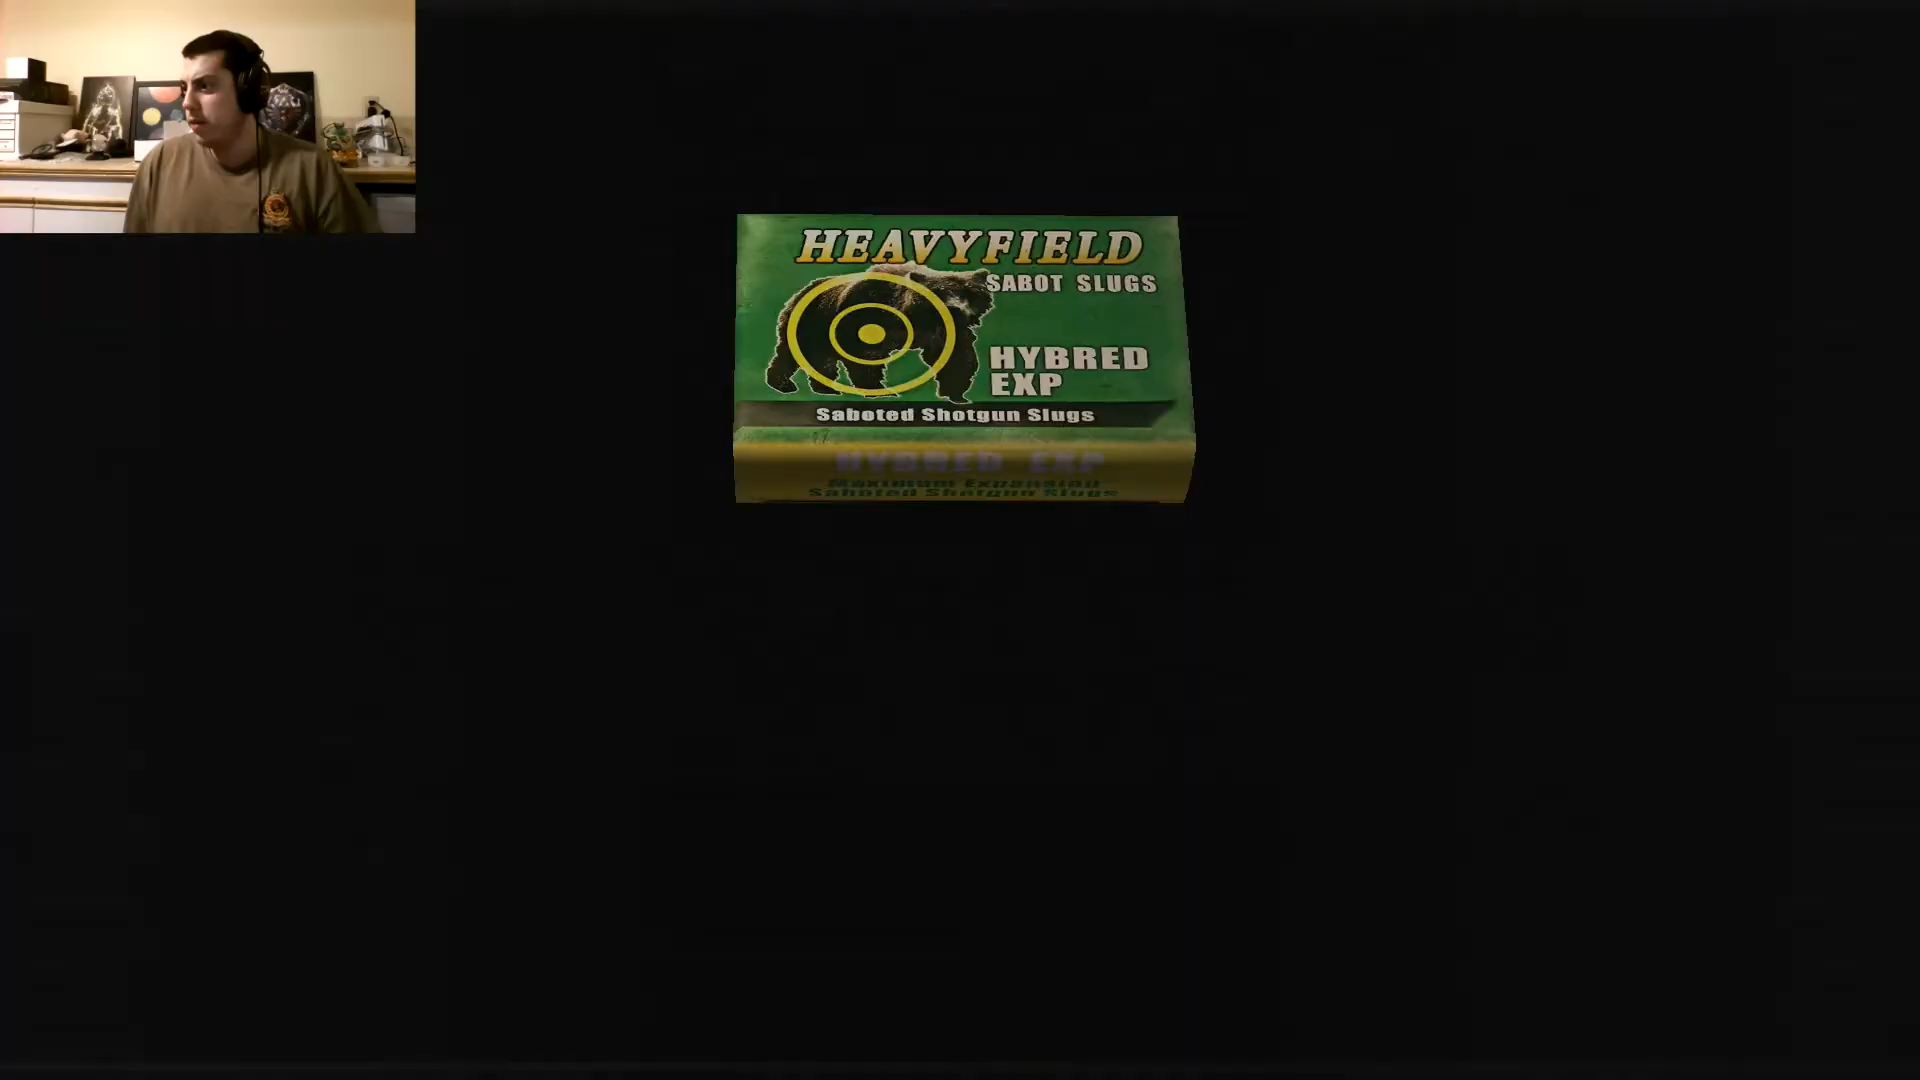 HEAVYFIELD
SABOT SLUGS
HYBRED
EXP
Saboted Shotgun Slugs
HYBRED EXP
Maximum Expansion
Saboted Shotgun Slugs